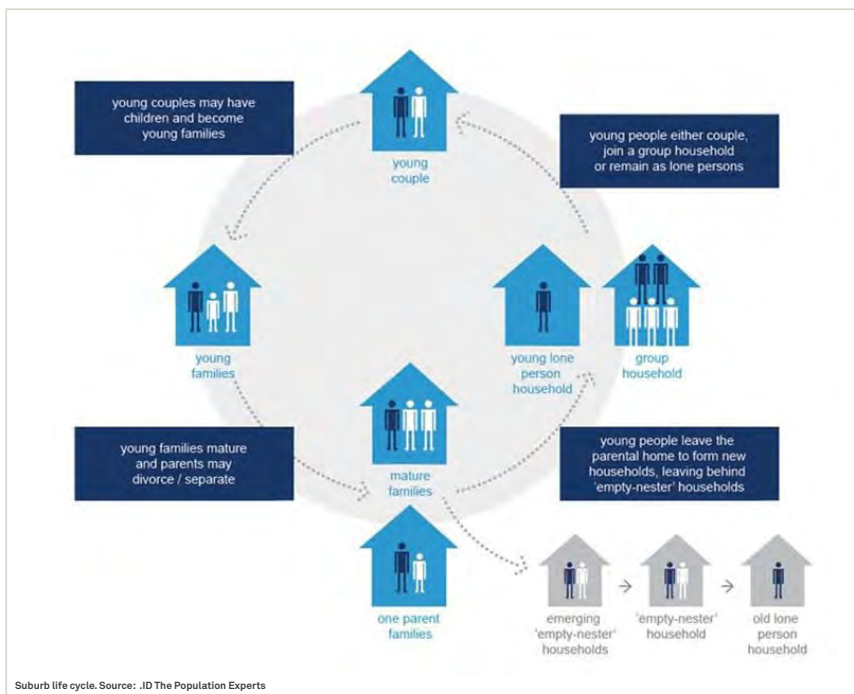 young couples may have
children and become
young families
young
couple
young people either couple,
join a group household
or remain as lone persons
young
families
young lone
person
household
group
household
young families mature
and parents may
divorce / separate
mature
families
young people leave the
parental home to form new
households, leaving behind
'empty-nester' households
one parent
families
emerging
'empty-nester'
households
'empty-nester'
household
old lone
person
household
Suburb life cycle. Source: .ID The Population Experts